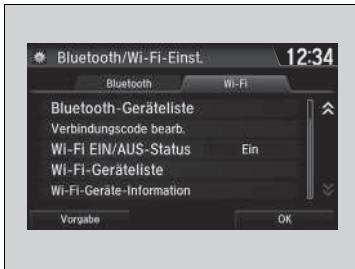 Bluetooth/Wi-Fi-Einst. 12:34
Bluetooth Wi-Fi
Bluetooth-Geräteliste
Verbindungscode bearb.
Wi-Fi EIN/AUS-Status Ein
Wi-Fi-Geräteliste
Wi-Fi-Geräte-Information
Vorgabe OK